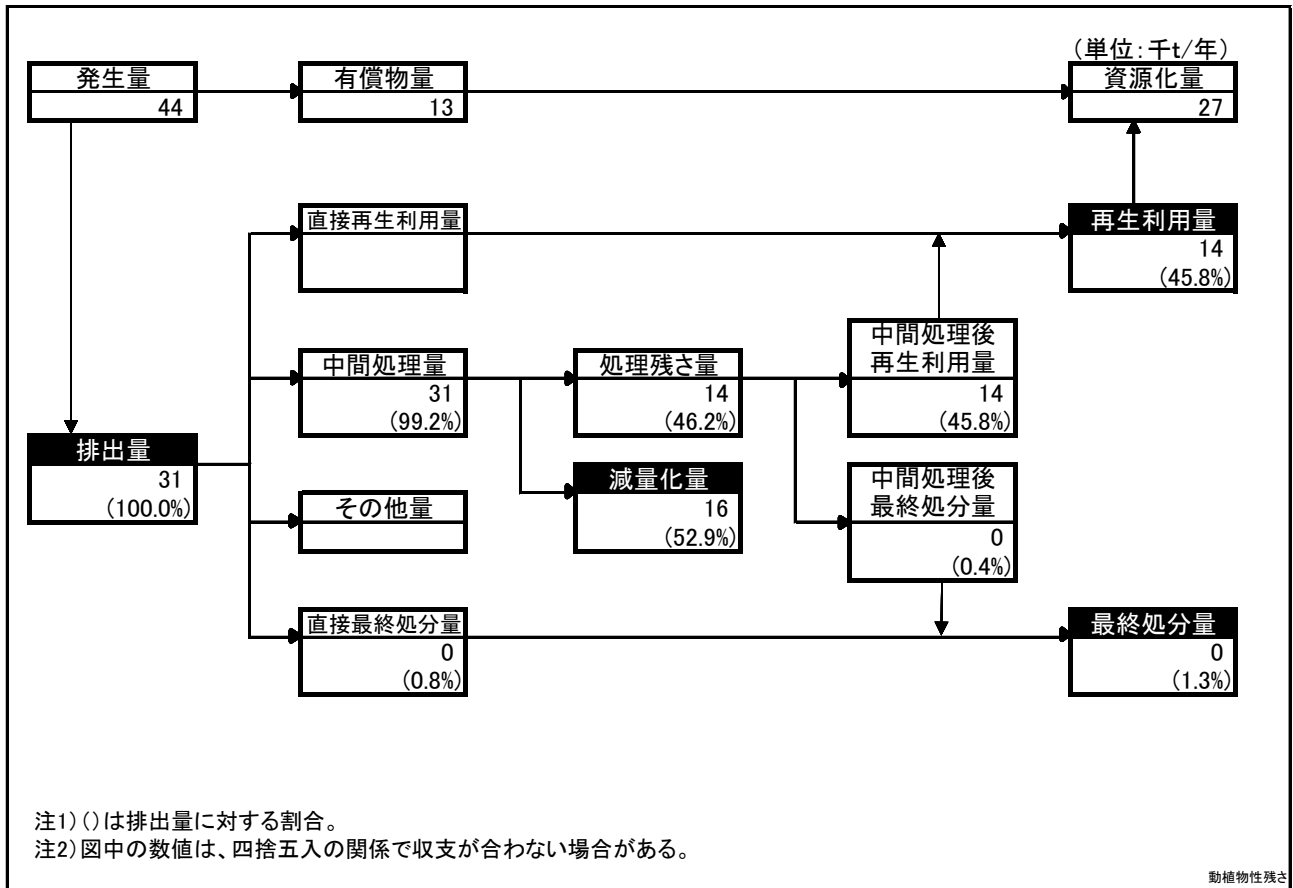 (単位:千t/年)
発生量
44
有償物量
13
資源化量
27
直接再生利用量
再生利用量
14
(45.8%)
中間処理量
31
(99.2%)
処理残さ量
14
(46.2%)
中間処理後
再生利用量
14
(45.8%)
排出量
31
(100.0%)
減量化量
16
(52.9%)
中間処理後
最終処分量
0
(0.4%)
その他量
直接最終処分量
0
(0.8%)
最終処分量
0
(1.3%)
注1)()は排出量に対する割合。
注2)図中の数値は、四捨五入の関係で収支が合わない場合がある。
動植物性残さ